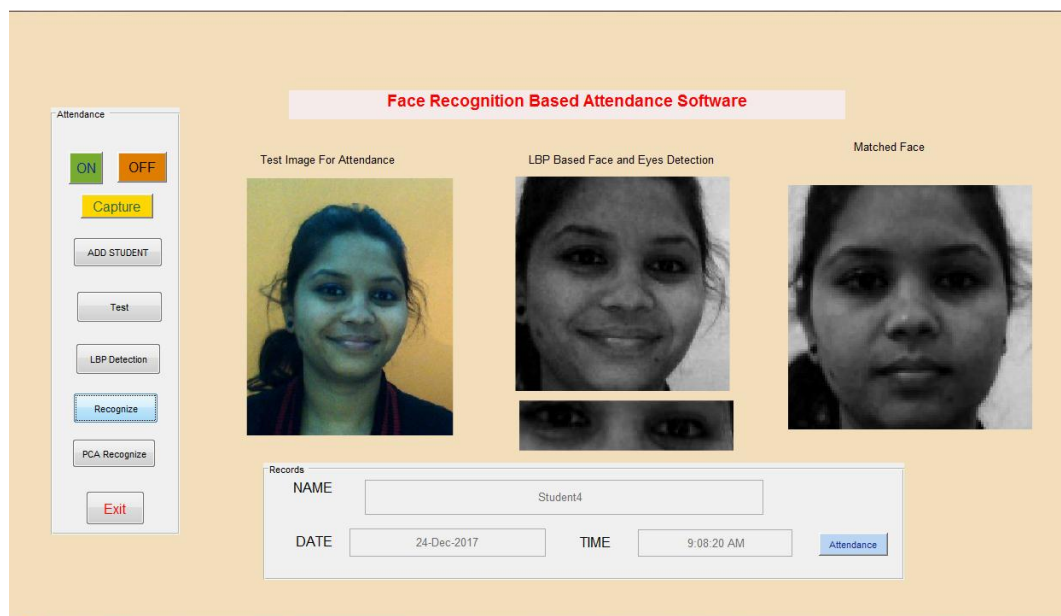 Face Recognition Based Attendance Software
Attendance
ON OFF
Capture
ADD STUDENT
Test
LBP Detection
Recognize
PCA Recognize
Exit
Test Image For Attendance
LBP Based Face and Eyes Detection
Matched Face
Records
NAME Student4
DATE 24-Dec-2017 TIME 9:08:20 AM Attendance